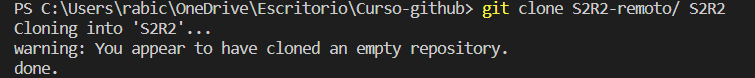 PS C:\Users\rabic\OneDrive\Escritorio\Curso-github> git clone S2R2-remoto/ S2R2
Cloning into 'S2R2'...
warning: You appear to have cloned an empty repository.
done.